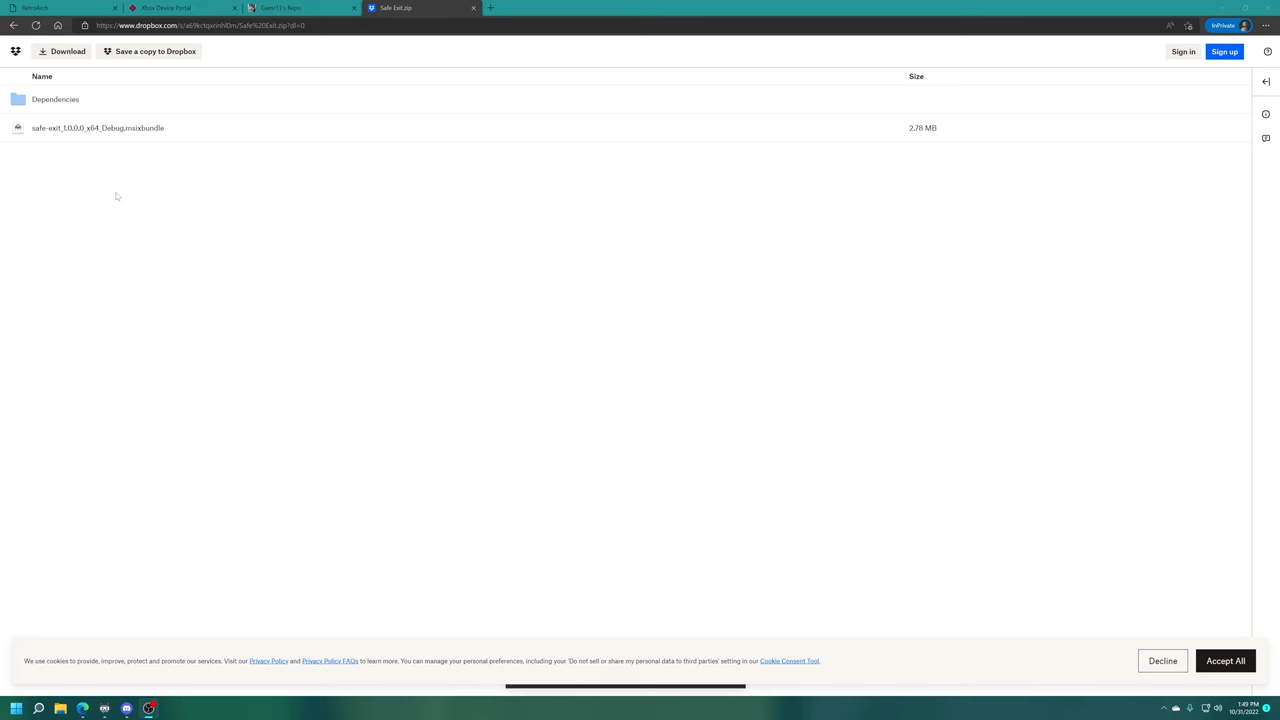 RetroArch
Xbox Device Portal
Gamr13's Repo
Safe Exit.zip
https://www.dropbox.com/s/a69kctqxrinhl0m/Safe%20Exit.zip?dl=0
InPrivate
Download
Save a copy to Dropbox
Sign in
Sign up
Name
Size
Dependencies
safe-exit_1.0.0.0_x64_Debug.msixbundle
2.78 MB
We use cookies to provide, improve, protect and promote our services. Visit our Privacy Policy and Privacy Policy FAQs to learn more. You can manage your personal preferences, including your 'Do not sell or share my personal data to third parties' setting in our Cookie Consent Tool.
Decline
Accept All
1:49 PM
10/31/2022